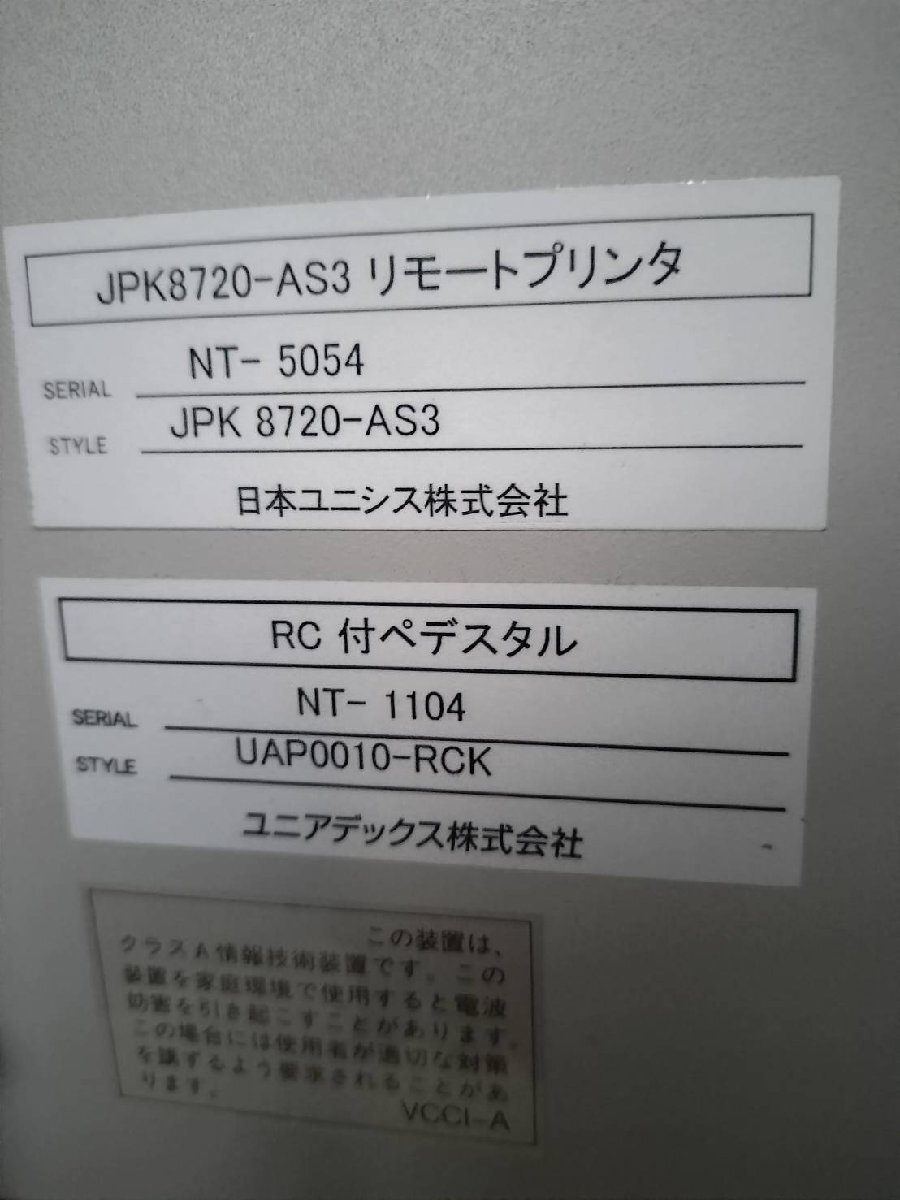 JPK8720-AS3 リモートプリンタ
SERIAL NT- 5054
STYLE JPK 8720-AS3
日本ユニシス株式会社
RC 付ペデスタル
SERIAL NT- 1104
STYLE UAP0010-RCK
ユニアデックス株式会社
この装置は、
クラスA情報技術装置です。この
装置を家庭環境で使用すると電波
妨害を引き起こすことがあります。
この場合には使用者が適切な対策
を講ずるよう要求されることがあ
ります。
VCCI-A